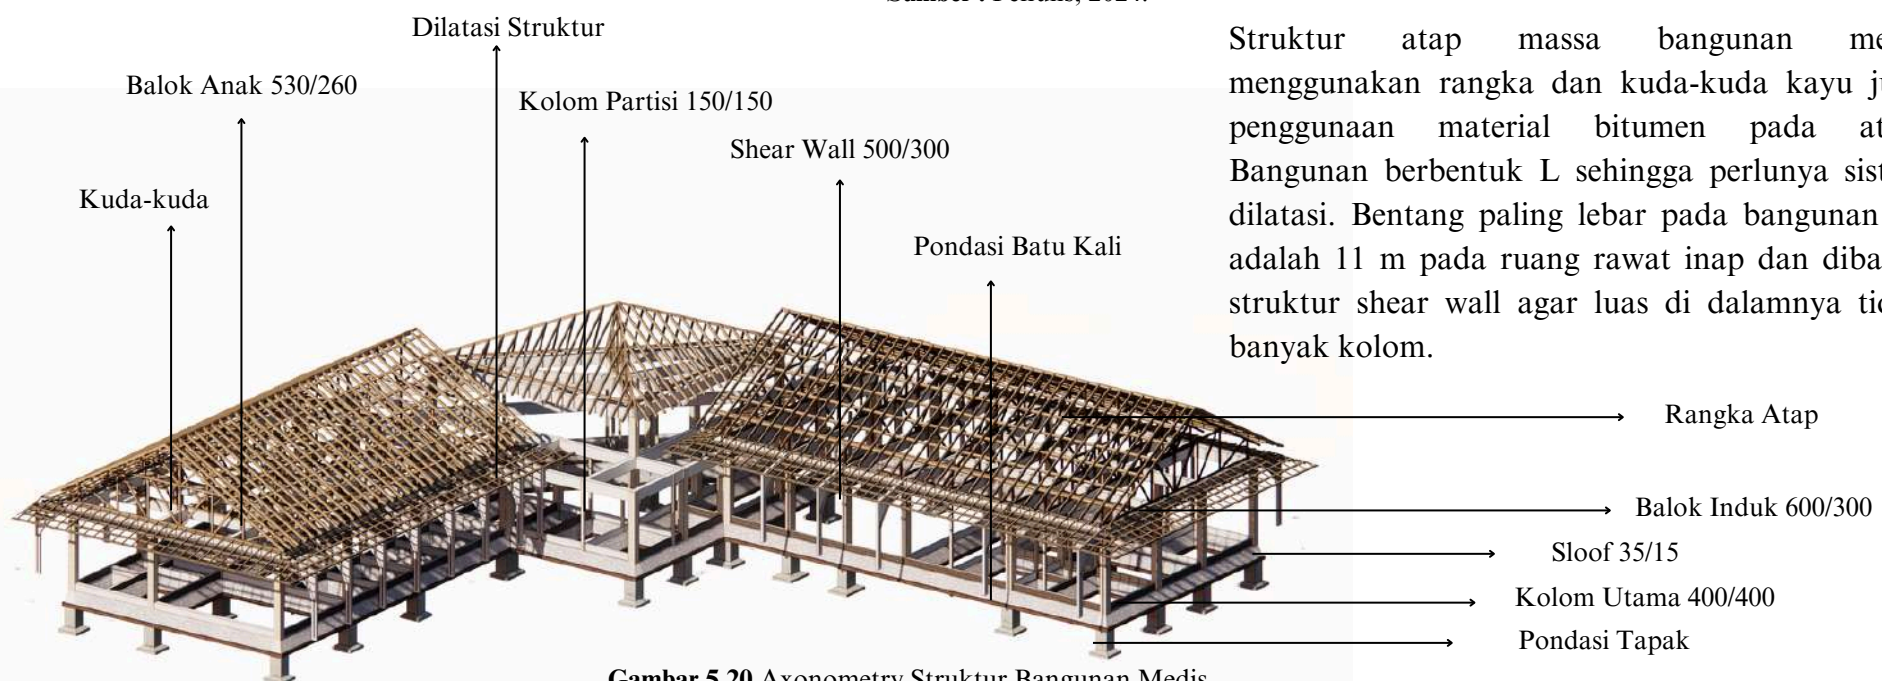 Dilatasi Struktur
Balok Anak 530/260
Kolom Partisi 150/150
Shear Wall 500/300
Kuda-kuda
Pondasi Batu Kali
Struktur atap massa bangunan
menggunakan rangka dan kuda-kuda kayu
penggunaan material bitumen pada
Bangunan berbentuk L sehingga perlunya
dilatasi. Bentang paling lebar pada bangunan
adalah 11 m pada ruang rawat inap dan
struktur shear wall agar luas di dalamnya
banyak kolom.
Rangka Atap
Balok Induk 600/300
Sloof 35/15
Kolom Utama 400/400
Pondasi Tapak
Gambar 5.20 Axonometry Struktur Bangunan Medis